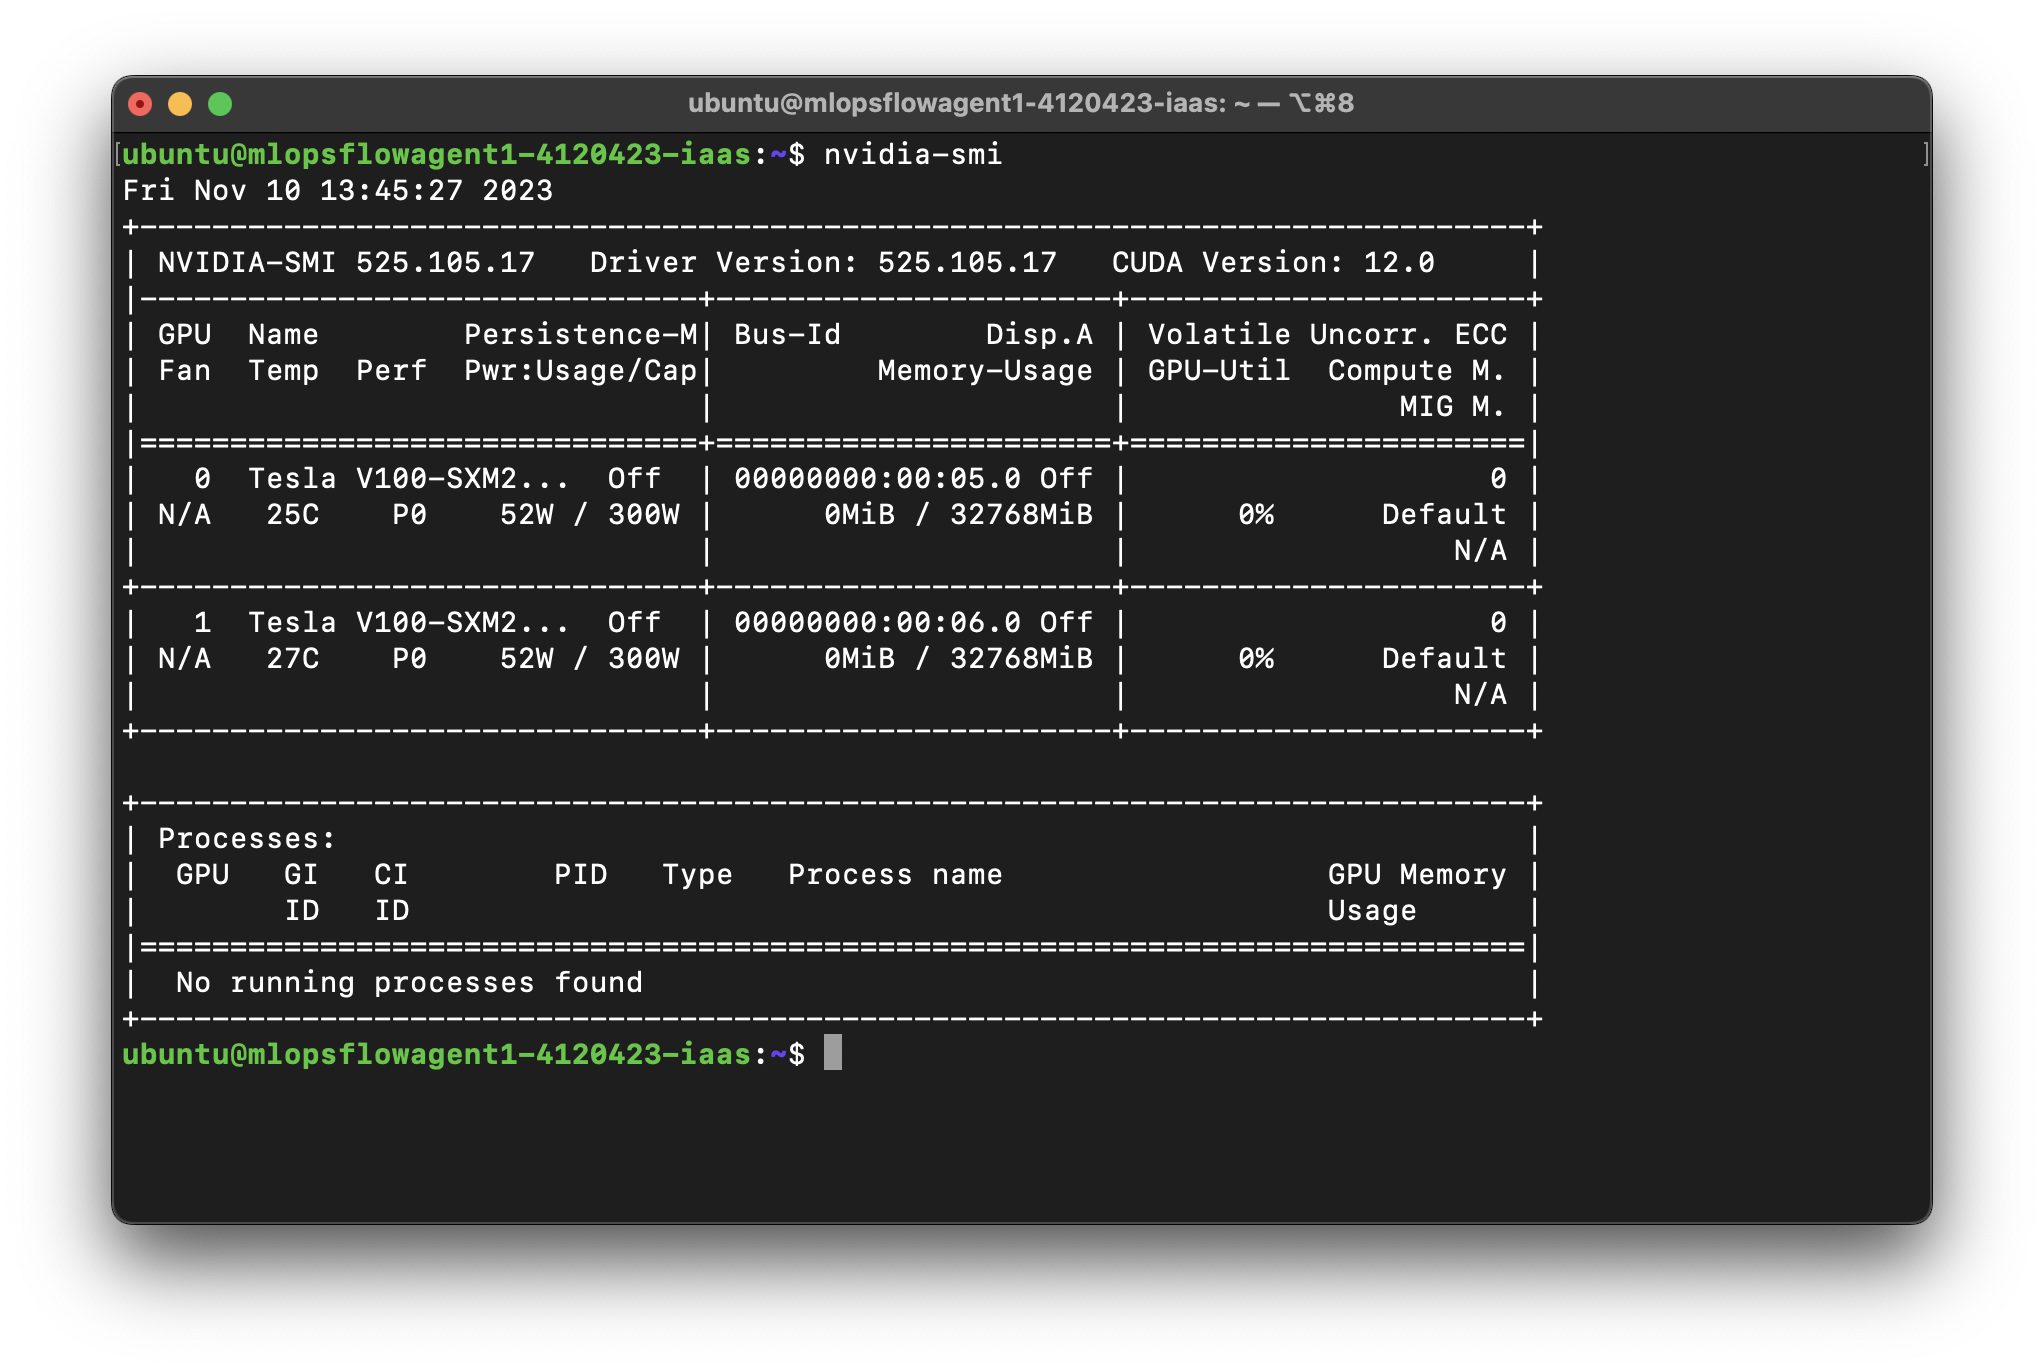 ubuntu@mlopsflowagent1-4120423-iaas: ~ — ⌥⌘8
[ubuntu@mlopsflowagent1-4120423-iaas:~$ nvidia-smi ]
Fri Nov 10 13:45:27 2023
+-----------------------------------------------------------------------------+
| NVIDIA-SMI 525.105.17   Driver Version: 525.105.17   CUDA Version: 12.0     |
|-------------------------------+----------------------+----------------------+
| GPU  Name        Persistence-M| Bus-Id        Disp.A | Volatile Uncorr. ECC |
| Fan  Temp  Perf  Pwr:Usage/Cap|         Memory-Usage | GPU-Util  Compute M. |
|                               |                      |               MIG M. |
|===============================+======================+======================|
|   0  Tesla V100-SXM2...  Off  | 00000000:00:05.0 Off |                    0 |
| N/A   25C    P0    52W / 300W |      0MiB / 32768MiB |      0%      Default |
|                               |                      |                  N/A |
+-------------------------------+----------------------+----------------------+
|   1  Tesla V100-SXM2...  Off  | 00000000:00:06.0 Off |                    0 |
| N/A   27C    P0    52W / 300W |      0MiB / 32768MiB |      0%      Default |
|                               |                      |                  N/A |
+-------------------------------+----------------------+----------------------+

+-----------------------------------------------------------------------------+
| Processes:                                                                  |
|  GPU   GI   CI        PID   Type   Process name                  GPU Memory |
|        ID   ID                                                   Usage      |
|=============================================================================|
|  No running processes found                                                 |
+-----------------------------------------------------------------------------+
ubuntu@mlopsflowagent1-4120423-iaas:~$